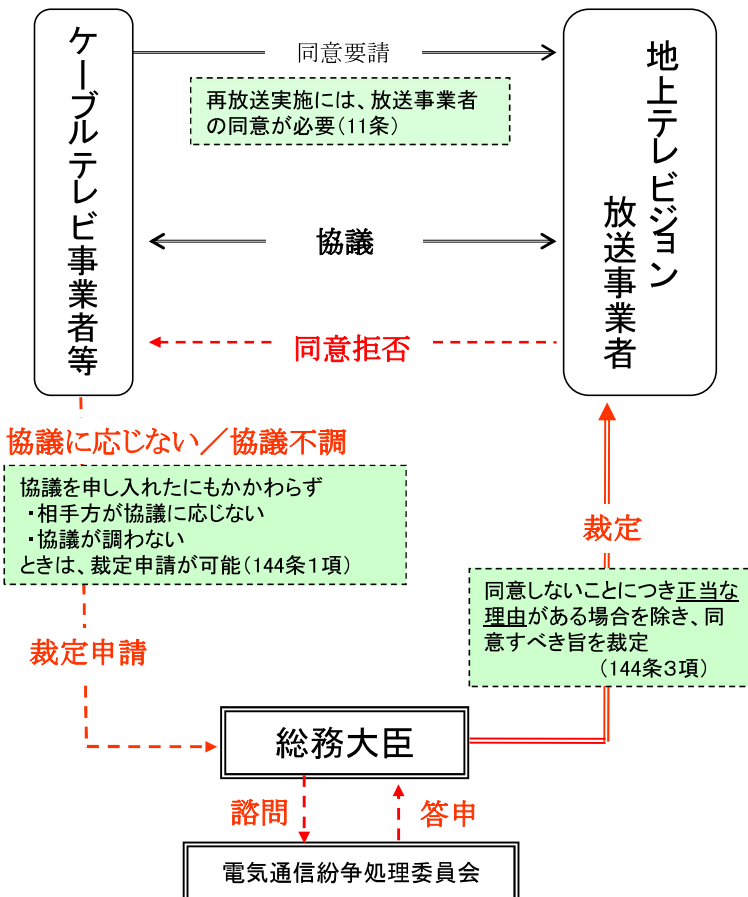 ケーブルテレビ事業者等
同意要請
地上テレビジョン
放送事業者
再放送実施には、放送事業者
の同意が必要(11条)
協議
同意拒否
協議に応じない/協議不調
協議を申し入れたにもかかわらず
・相手方が協議に応じない
・協議が調わない
ときは、裁定申請が可能(144条1項)
裁定
同意しないことにつき正当な
理由がある場合を除き、同
意すべき旨を裁定
(144条3項)
裁定申請
総務大臣
諮問
答申
電気通信紛争処理委員会